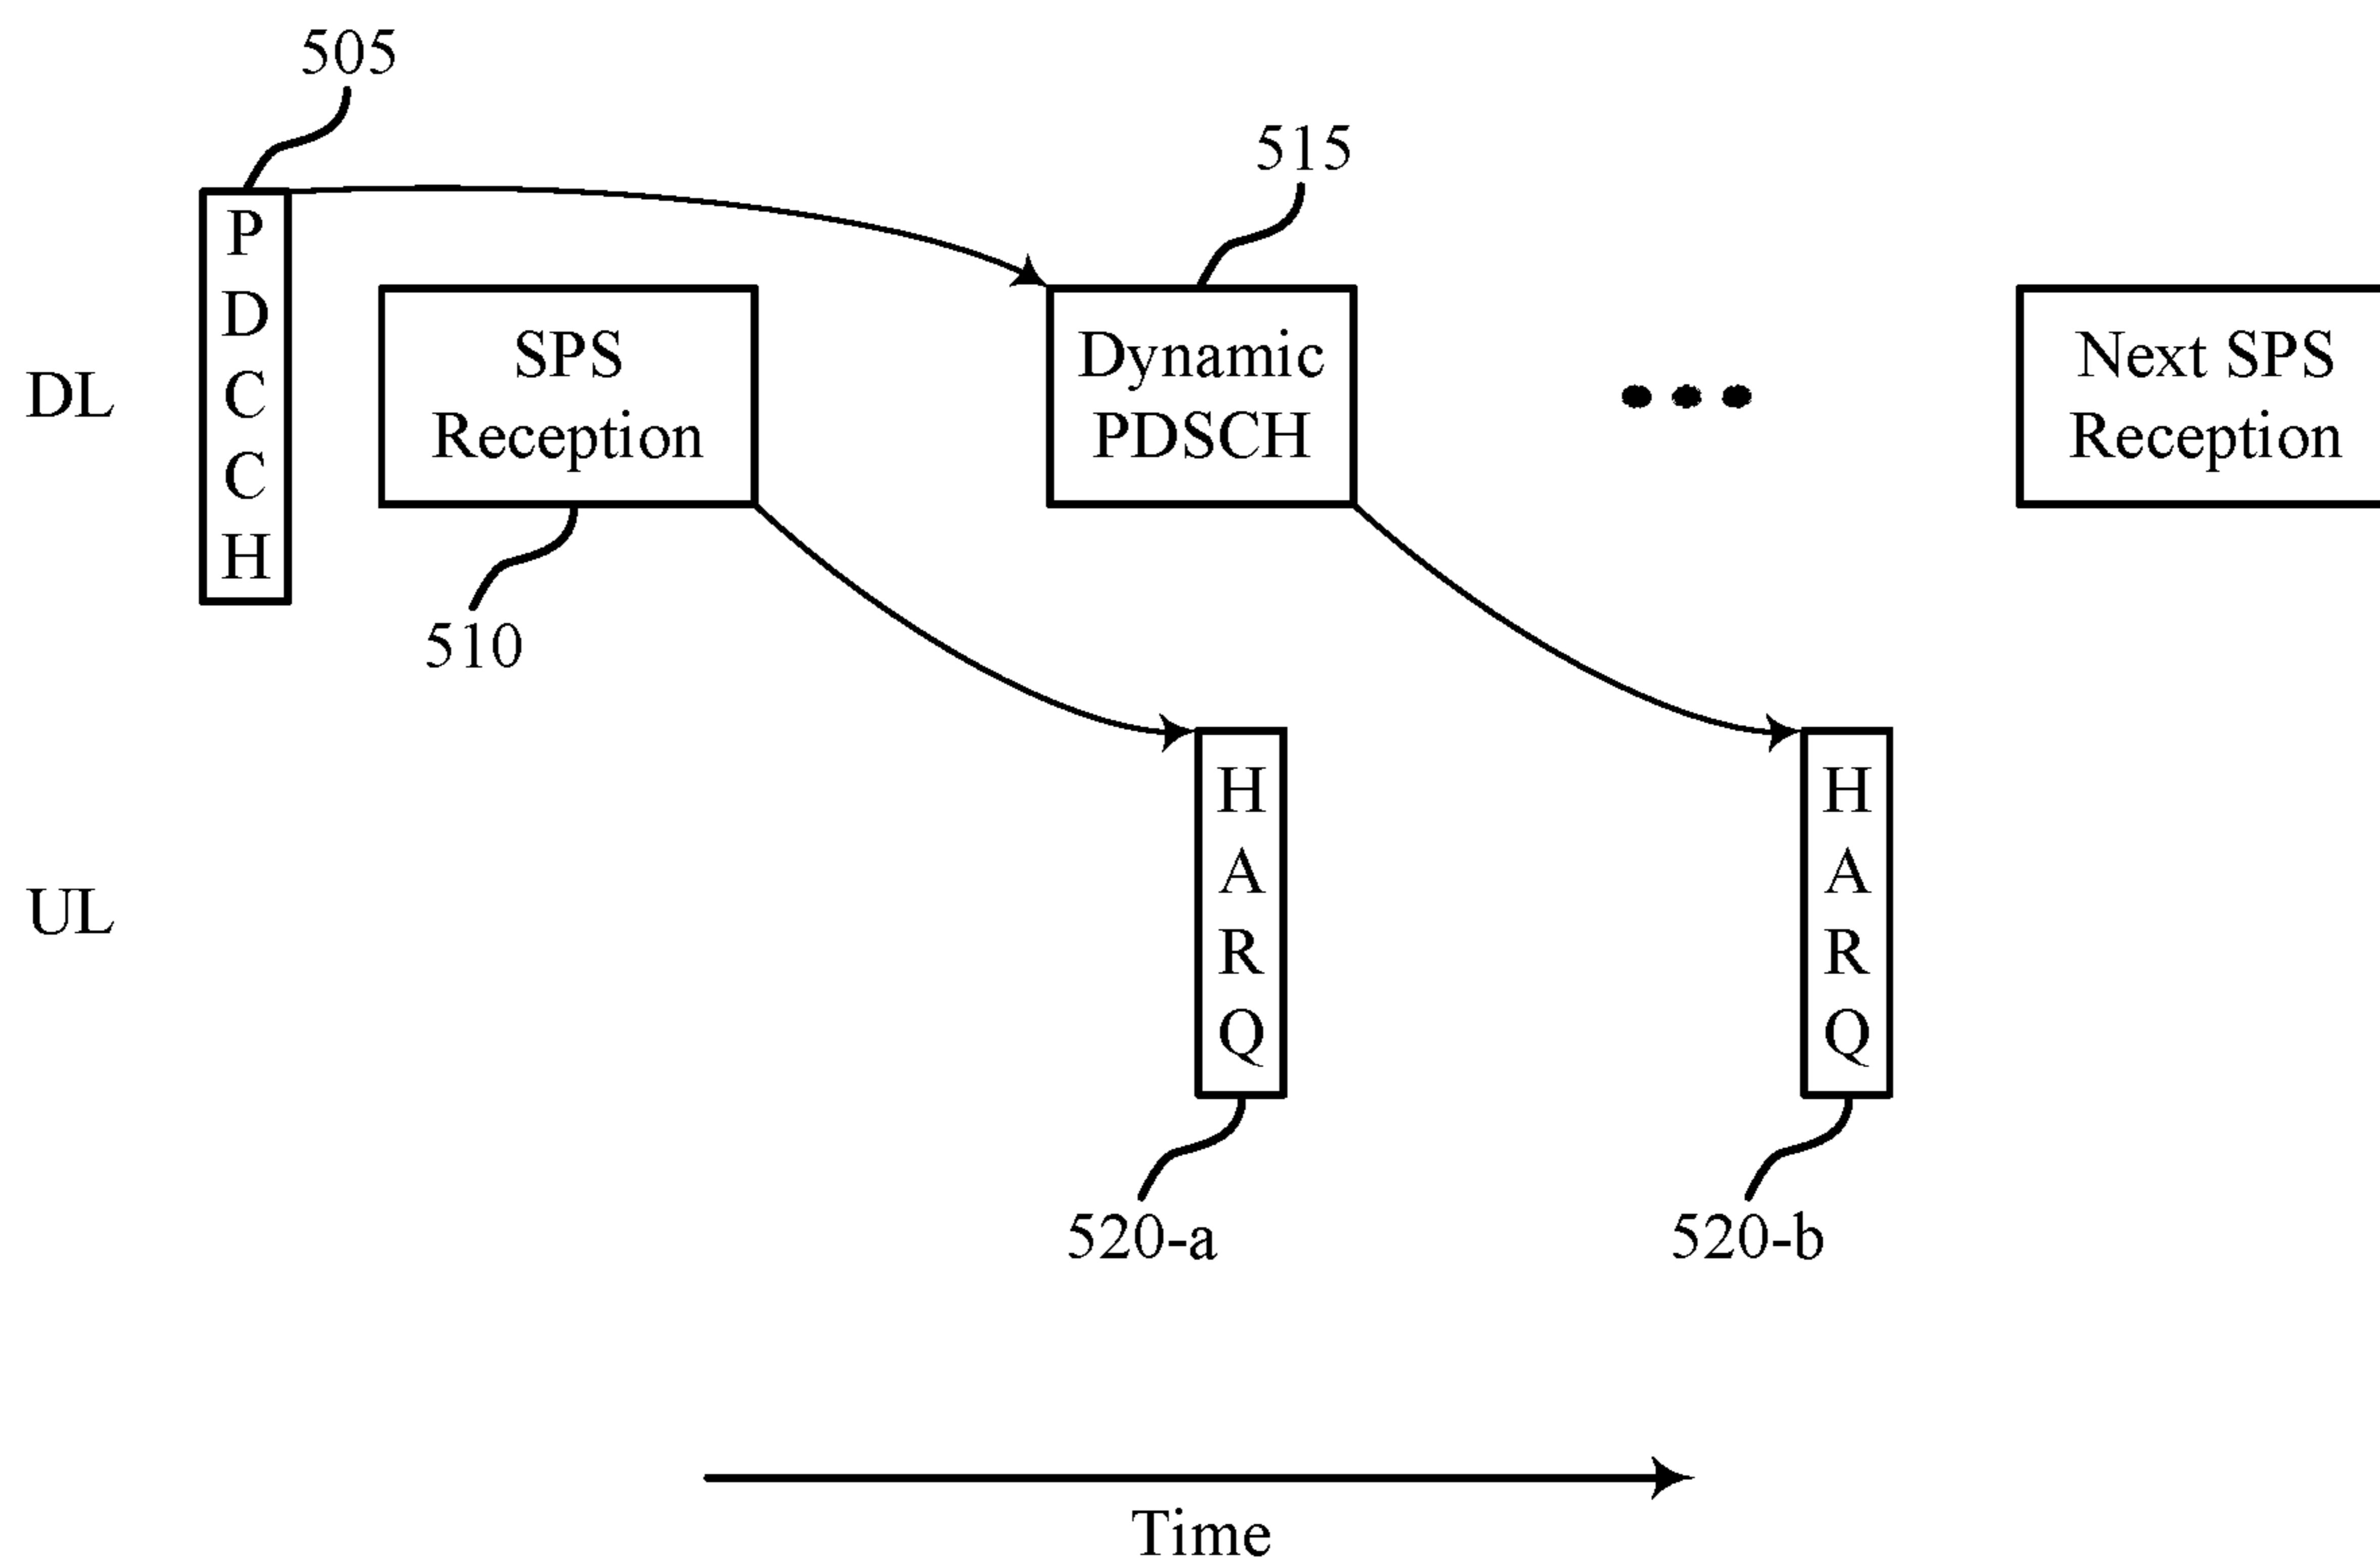 505
515
P
D
C
C
H
DL
SPS
Reception
Dynamic
PDSCH
Next SPS
Reception
510
UL
H
A
R
Q
H
A
R
Q
520-a
520-b
Time